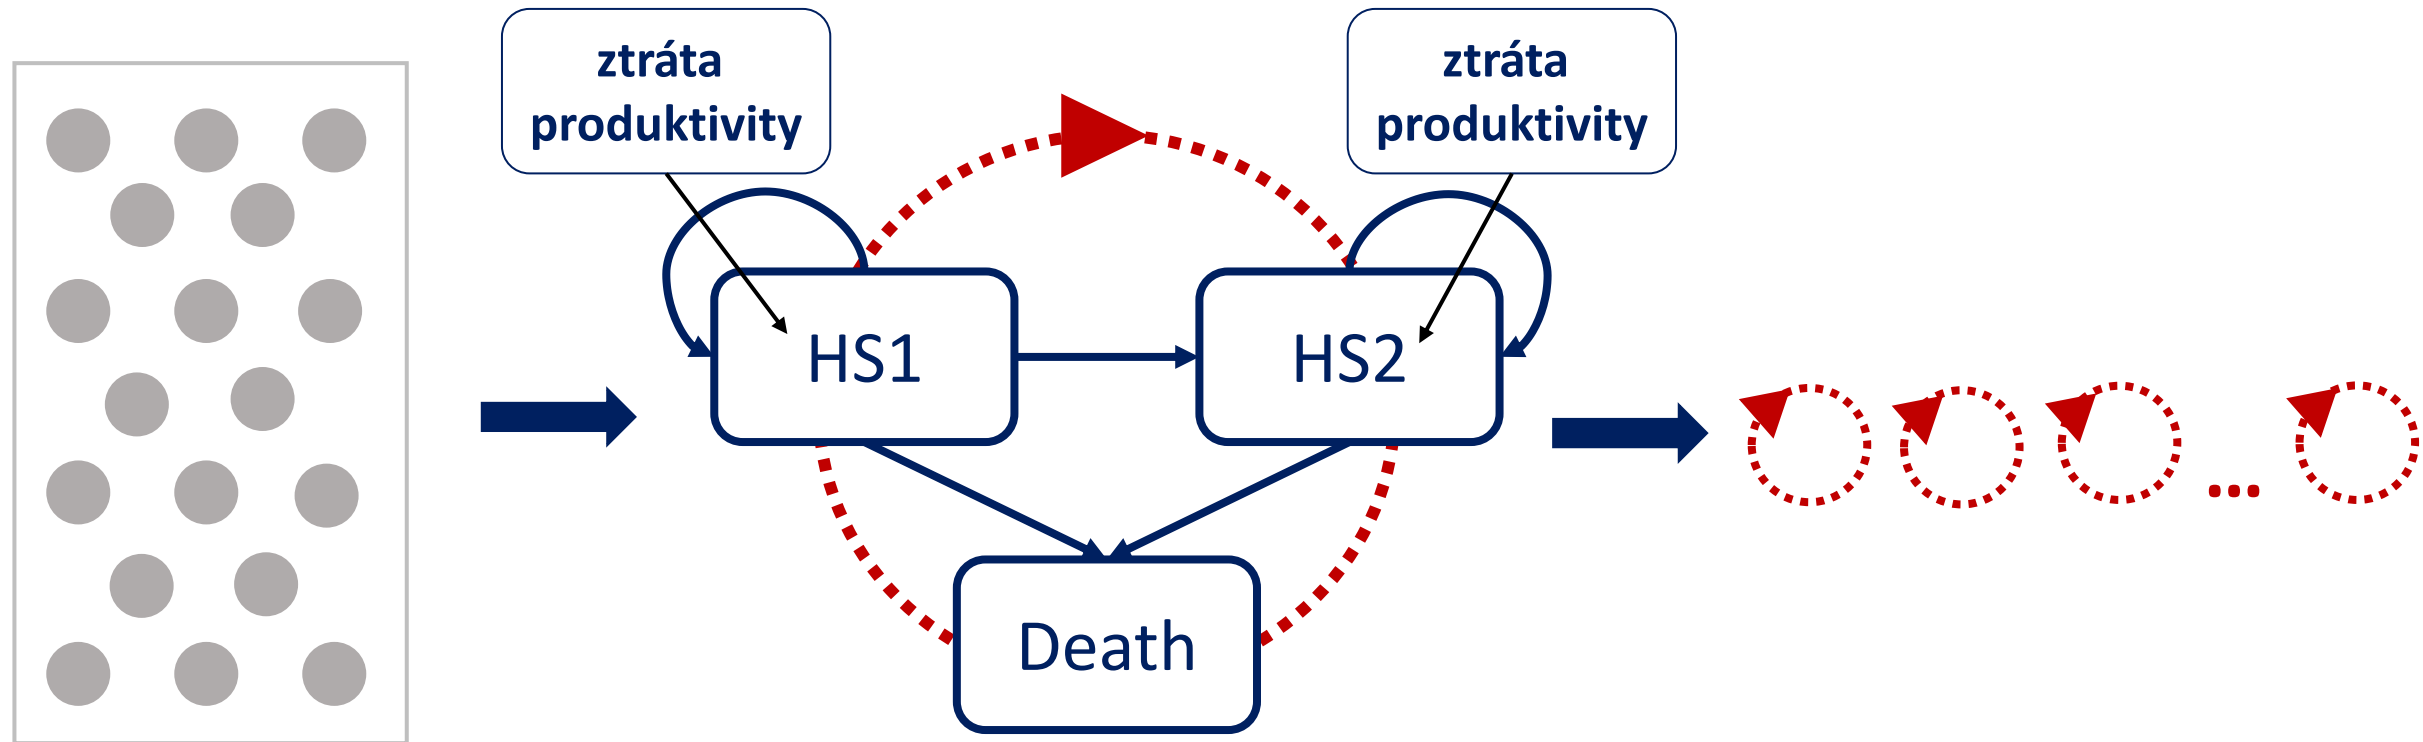 ztráta
produktivity
ztráta
produktivity
HS1
HS2
...
Death